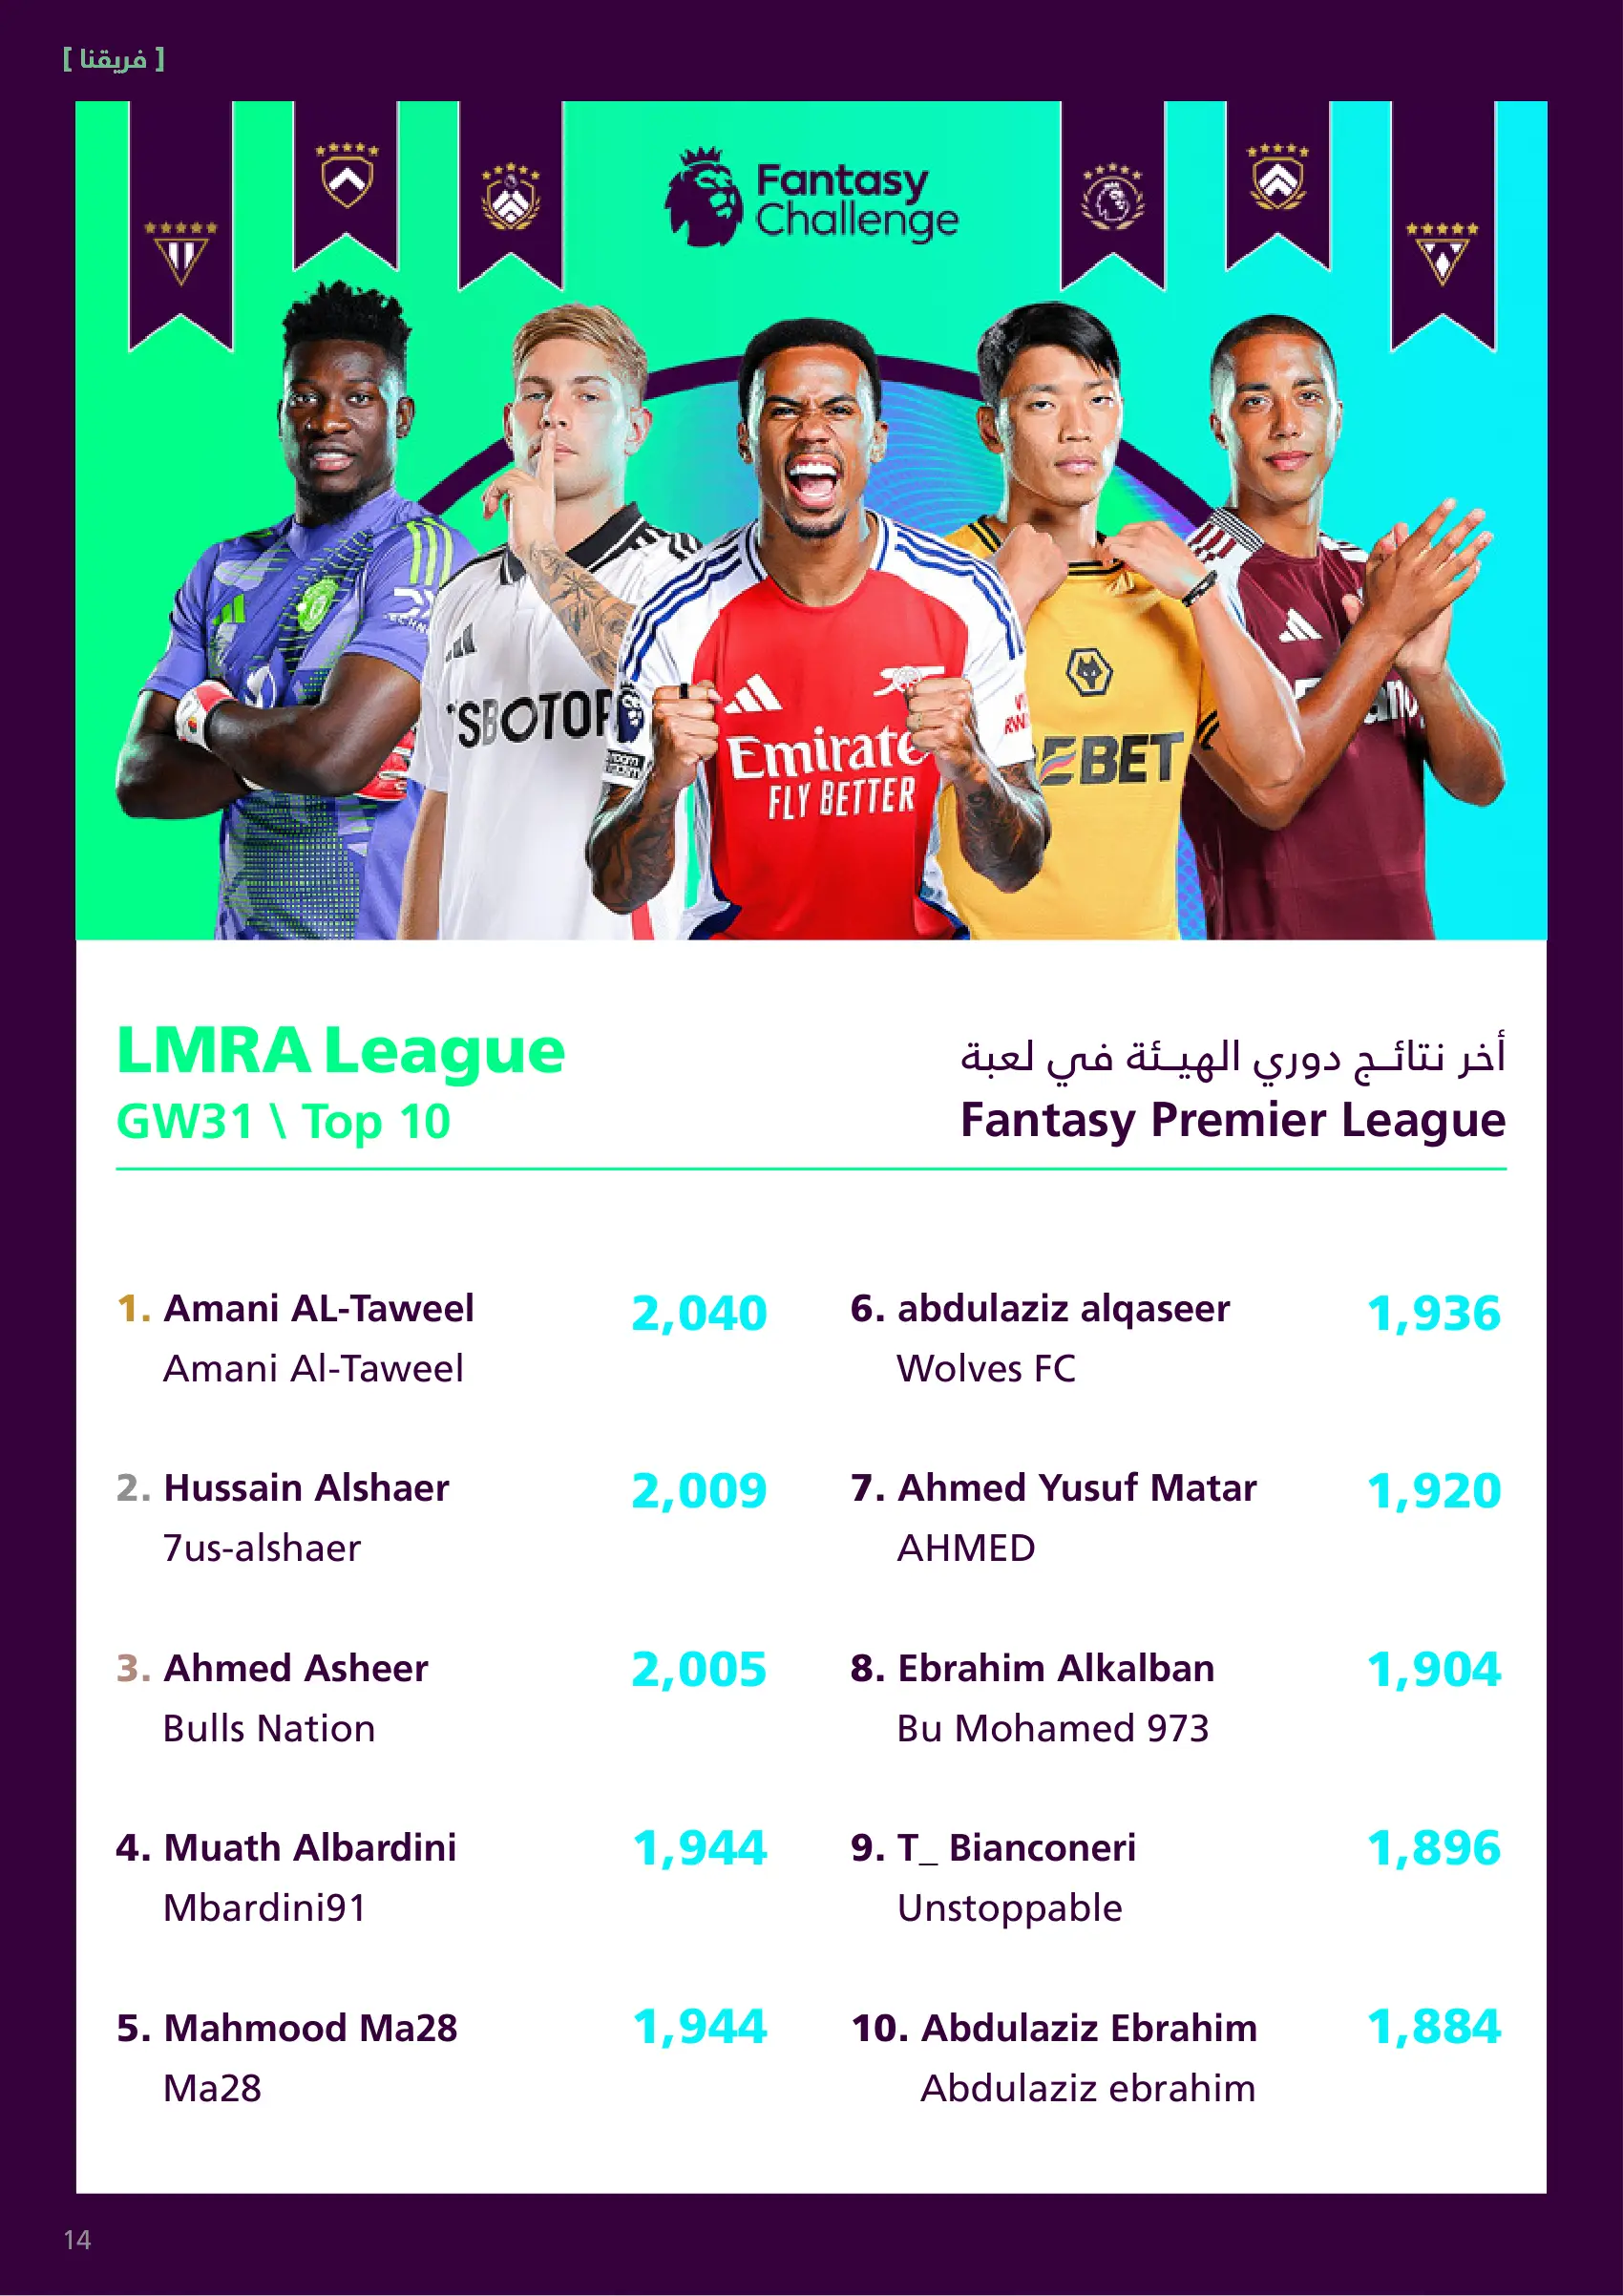 [ فريقنا ]
Fantasy
Challenge
SBOTOP
Emirate
FLY BETTER
EBET
LMRA League
GW31 \ Top 10
أخر نتائج دوري الهيئة في لعبة
Fantasy Premier League
1. Amani AL-Taweel 2,040
Amani Al-Taweel
2. Hussain Alshaer 2,009
7us-alshaer
3. Ahmed Asheer 2,005
Bulls Nation
4. Muath Albardini 1,944
Mbardini91
5. Mahmood Ma28 1,944
Ma28
6. abdulaziz alqaseer 1,936
Wolves FC
7. Ahmed Yusuf Matar 1,920
AHMED
8. Ebrahim Alkalban 1,904
Bu Mohamed 973
9. T_ Bianconeri 1,896
Unstoppable
10. Abdulaziz Ebrahim 1,884
Abdulaziz ebrahim
14